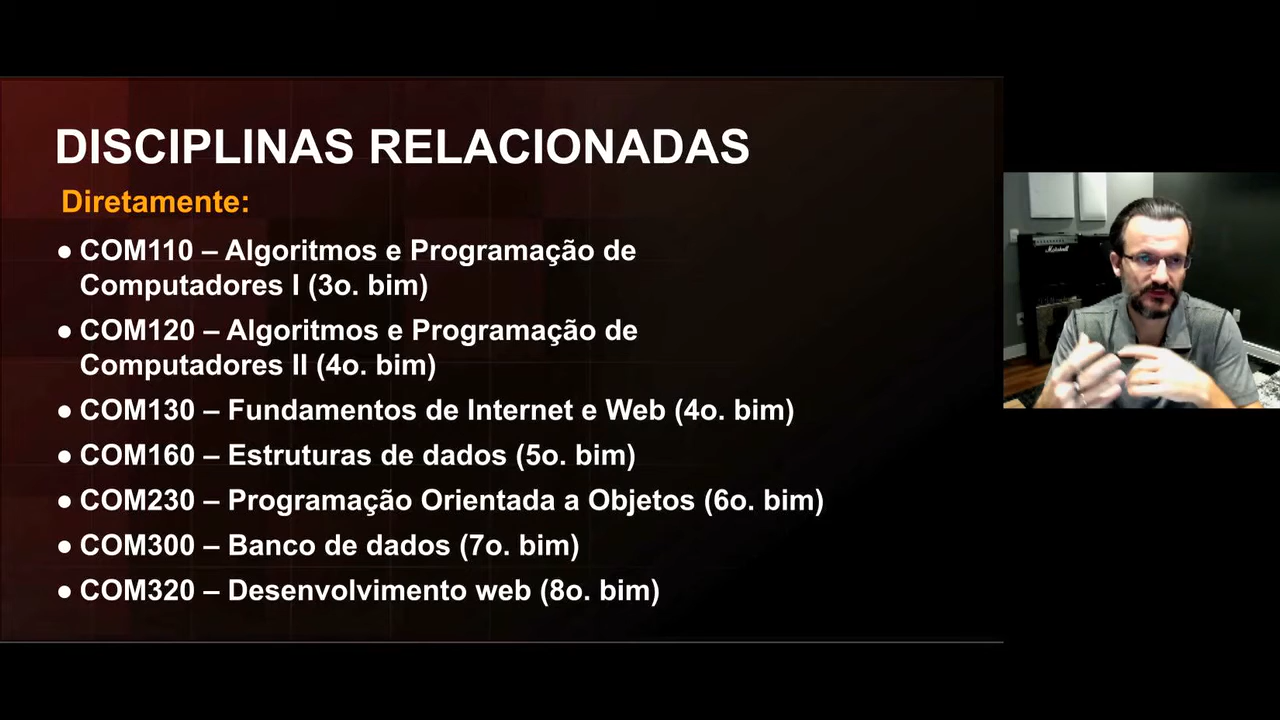 DISCIPLINAS RELACIONADAS
Diretamente:
● COM110 – Algoritmos e Programação de
Computadores I (3o. bim)
● COM120 – Algoritmos e Programação de
Computadores II (4o. bim)
● COM130 – Fundamentos de Internet e Web (4o. bim)
● COM160 – Estruturas de dados (5o. bim)
● COM230 – Programação Orientada a Objetos (6o. bim)
● COM300 – Banco de dados (7o. bim)
● COM320 – Desenvolvimento web (8o. bim)
Marshall